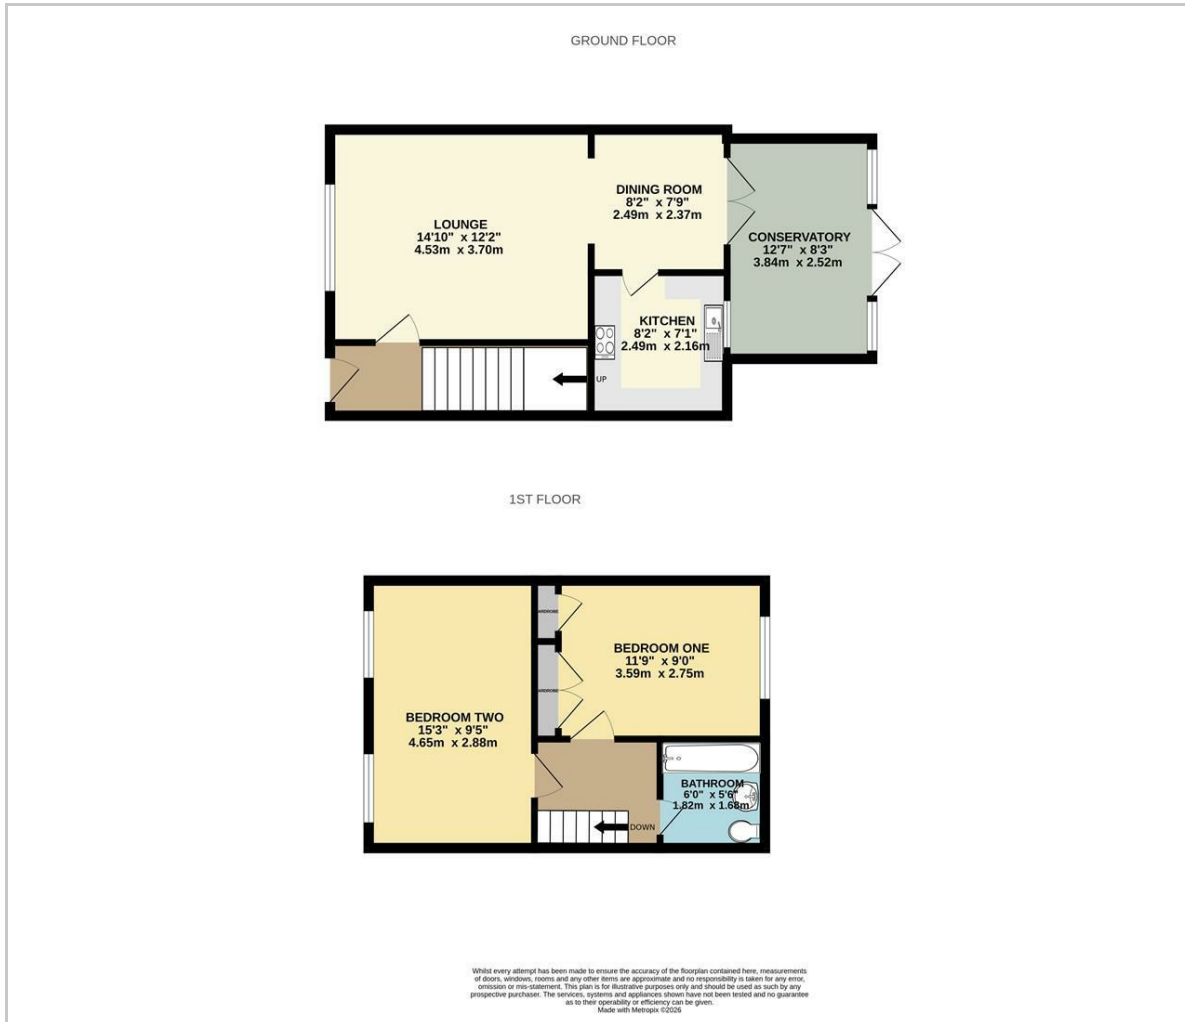 GROUND FLOOR
LOUNGE
14'10" x 12'2"
4.53m x 3.70m
DINING ROOM
8'2" x 7'9"
2.49m x 2.37m
CONSERVATORY
12'7" x 8'3"
3.84m x 2.52m
KITCHEN
8'2" x 7'1"
2.49m x 2.16m
UP
1ST FLOOR
BEDROOM ONE
11'9" x 9'0"
3.59m x 2.75m
BEDROOM TWO
15'3" x 9'5"
4.65m x 2.88m
BATHROOM
6'0" x 5'6"
1.82m x 1.68m
DOWN
Whilst every attempt has been made to ensure the accuracy of the floorplan contained here, measurements
of doors, windows, rooms and any other items are approximate and no responsibility is taken for any error,
omission or mis-statement. This plan is for illustrative purposes only and should be used as such by any
prospective purchaser. The services, systems and appliances shown have not been tested and no guarantee
as to their operability or efficiency can be given.
Made with Metropix ©2026